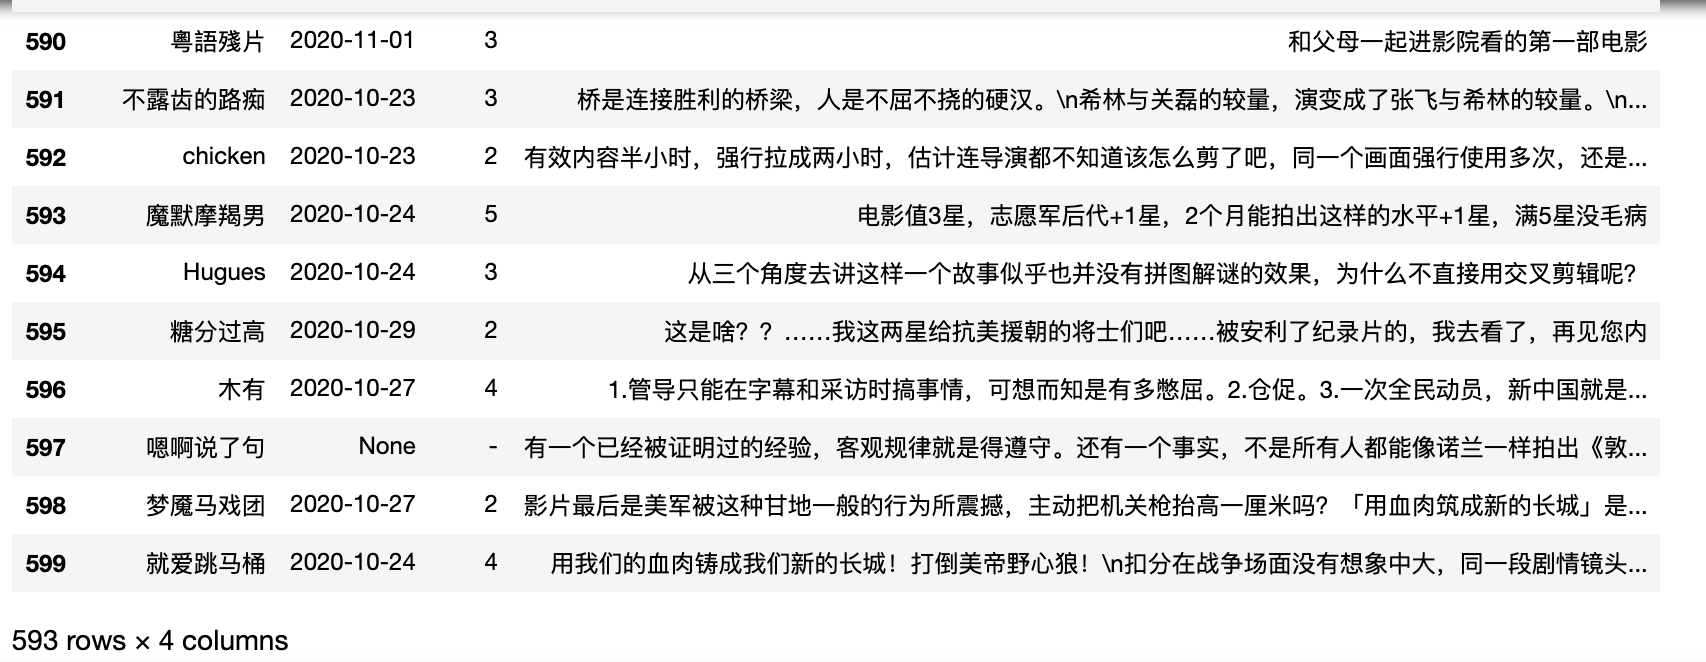 590 粵語殘片 2020-11-01 3 和父母一起进影院看的第一部电影
591 不露齿的路痴 2020-10-23 3 桥是连接胜利的桥梁，人是不屈不挠的硬汉。\n希林与关磊的较量，演变成了张飞与希林的较量。\n...
592 chicken 2020-10-23 2 有效内容半小时，强行拉成两小时，估计连导演都不知道该怎么剪了吧，同一个画面强行使用多次，还是...
593 魔默摩羯男 2020-10-24 5 电影值3星，志愿军后代+1星，2个月能拍出这样的水平+1星，满5星没毛病
594 Hugues 2020-10-24 3 从三个角度去讲这样一个故事似乎也并没有拼图解谜的效果，为什么不直接用交叉剪辑呢？
595 糖分过高 2020-10-29 2 这是啥？？……我这两星给抗美援朝的将士们吧……被安利了纪录片的，我去看了，再见您内
596 木有 2020-10-27 4 1.管导只能在字幕和采访时搞事情，可想而知是有多憋屈。2.仓促。3.一次全民动员，新中国就是...
597 嗯啊说了句 None - 有一个已经被证明过的经验，客观规律就是得遵守。还有一个事实，不是所有人都能像诺兰一样拍出《敦...
598 梦魇马戏团 2020-10-27 2 影片最后是美军被这种甘地一般的行为所震撼，主动把机关枪抬高一厘米吗？「用血肉筑成新的长城」是...
599 就爱跳马桶 2020-10-24 4 用我们的血肉铸成我们新的长城！打倒美帝野心狼！\n扣分在战争场面没有想象中大，同一段剧情镜头...
593 rows × 4 columns